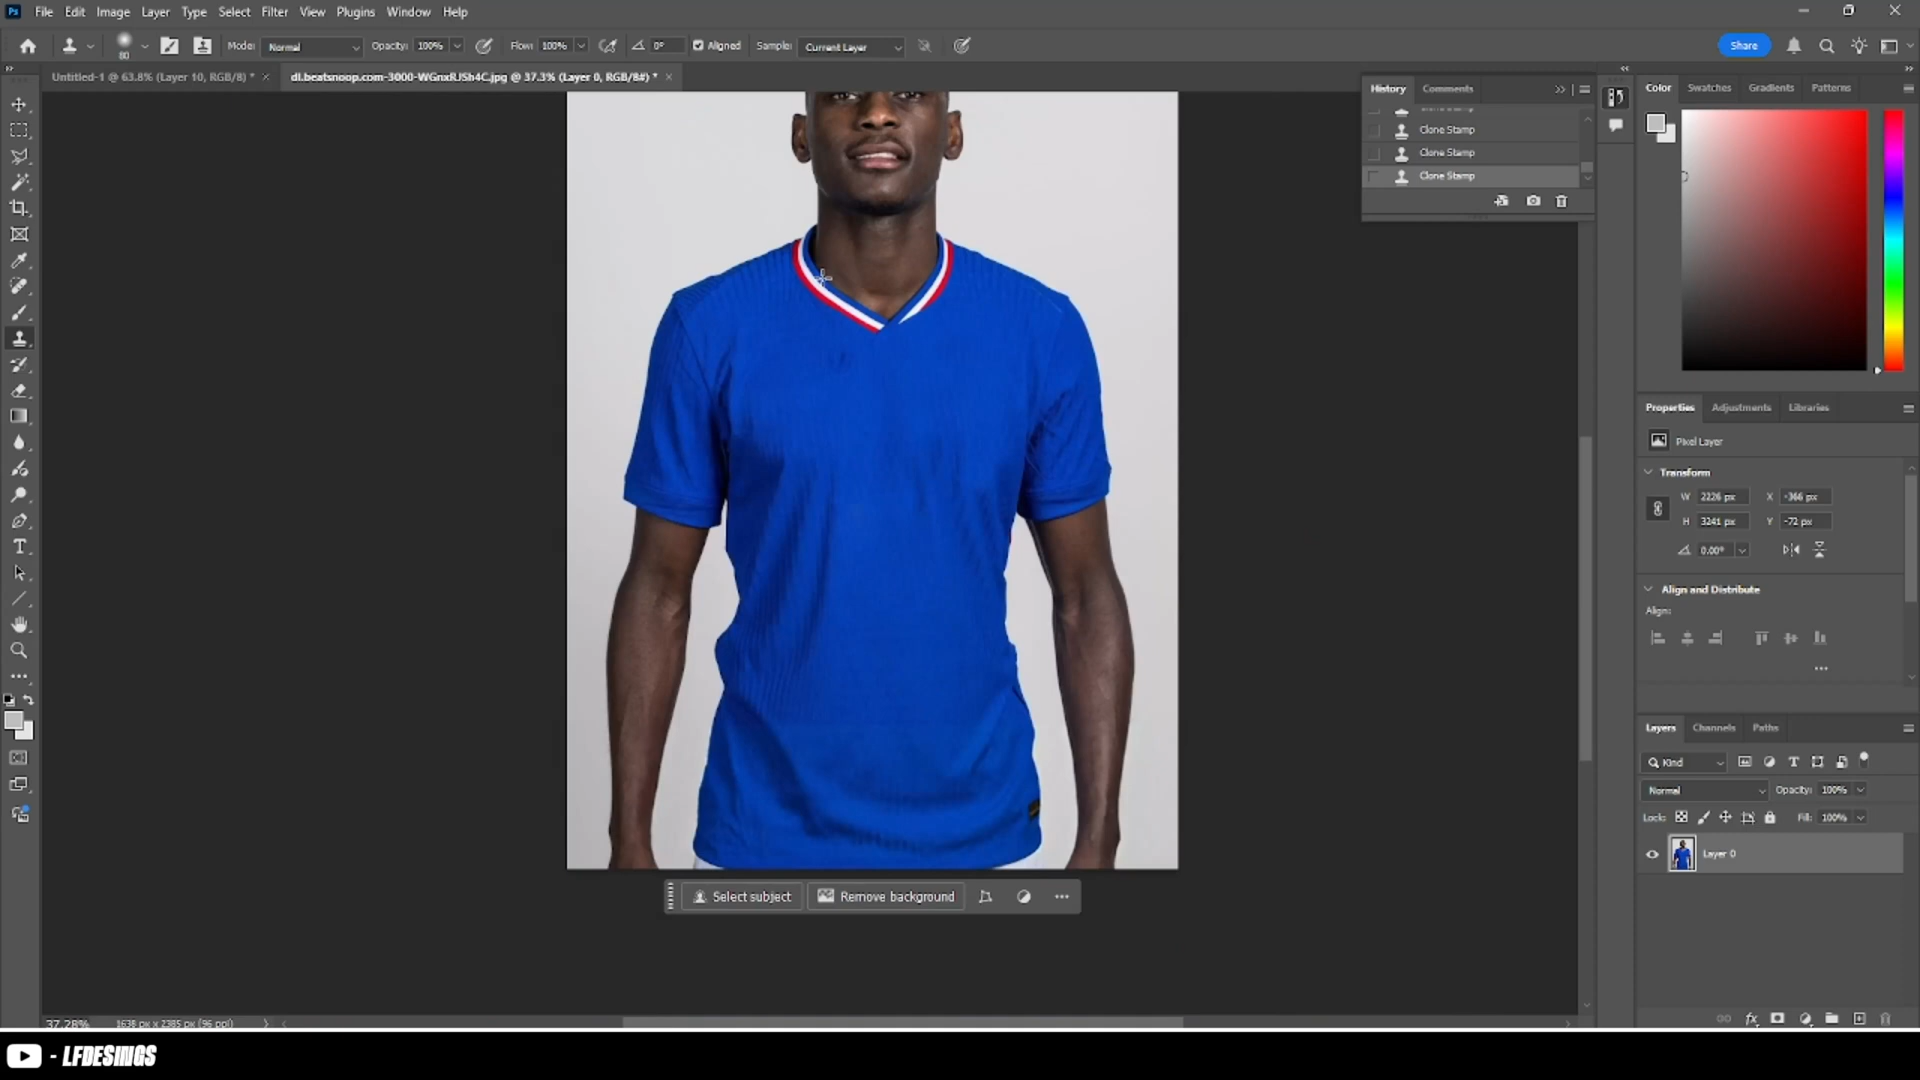 Ps File Edit Image Layer Type Select Filter View Plugins Window Help
80 Mode: Normal Opacity: 100% Flow: 100% 0° Aligned Sample: Current Layer Share
Untitled-1 @ 63.8% (Layer 10, RGB/8) * × dl.beatsnoop.com-3000-WGnxRJSh4C.jpg @ 37.3% (Layer 0, RGB/8#) * ×
History Comments
Clone Stamp
Clone Stamp
Clone Stamp
Color Swatches Gradients Patterns
Properties Adjustments Libraries
Pixel Layer
Transform
W 2226 px X -366 px
H 3241 px Y -72 px
0.00°
Align and Distribute
Align:
Layers Channels Paths
Kind
Normal Opacity: 100%
Lock: Fill: 100%
Layer 0
Select subject Remove background
37.28% 1638 px x 2385 px (96 ppi)
- LFDESINGS